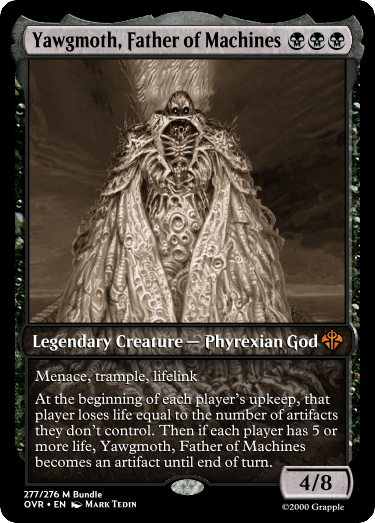 Yawgmoth, Father of Machines
Legendary Creature — Phyrexian God
Menace, trample, lifelink
At the beginning of each player's upkeep, that
player loses life equal to the number of artifacts
they don't control. Then if each player has 5 or
more life, Yawgmoth, Father of Machines
becomes an artifact until end of turn.
4/8
277/276 M Bundle
OVR • EN Mark Tedin
©2000 Grapple